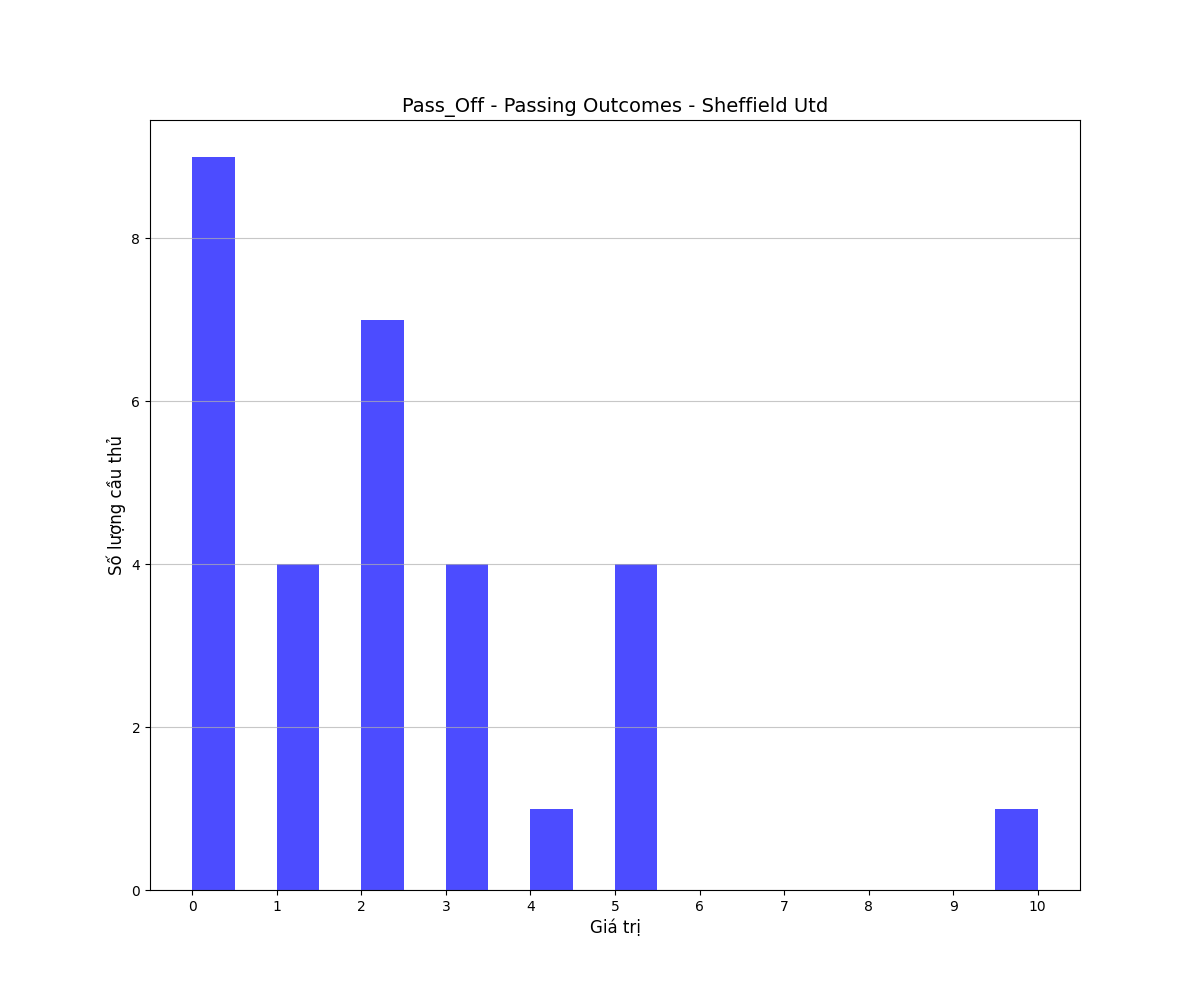 Pass_Off - Passing Outcomes - Sheffield Utd
Số lượng cầu thủ
8
6
4
2
0
0 1 2 3 4 5 6 7 8 9 10
Giá trị